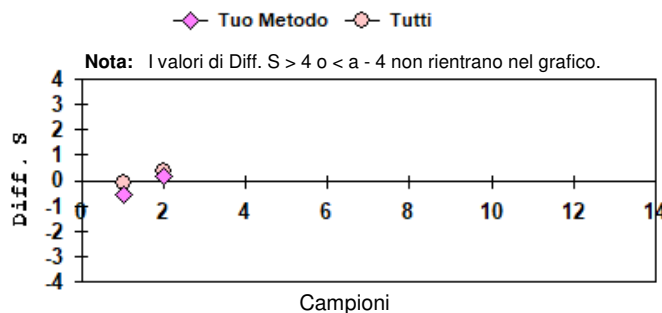 Tuo Metodo Tutti
Nota: I valori di Diff. S > 4 o < a - 4 non rientrano nel grafico.
4
3
2
1
0
-1
-2
-3
-4
0 2 4 6 8 10 12 14
Diff. S
Campioni